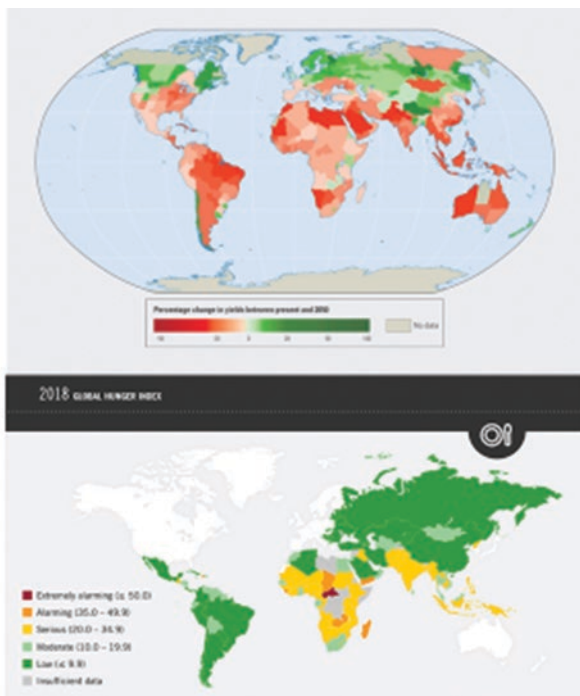 Percentage change in yields between present and 2050
No data
2018 GLOBAL HUNGER INDEX
Extremely alarming (≤ 50.0)
Alarming (35.0 – 49.9)
Serious (20.0 – 34.9)
Moderate (10.0 – 19.9)
Low (≤ 9.9)
Insufficient data